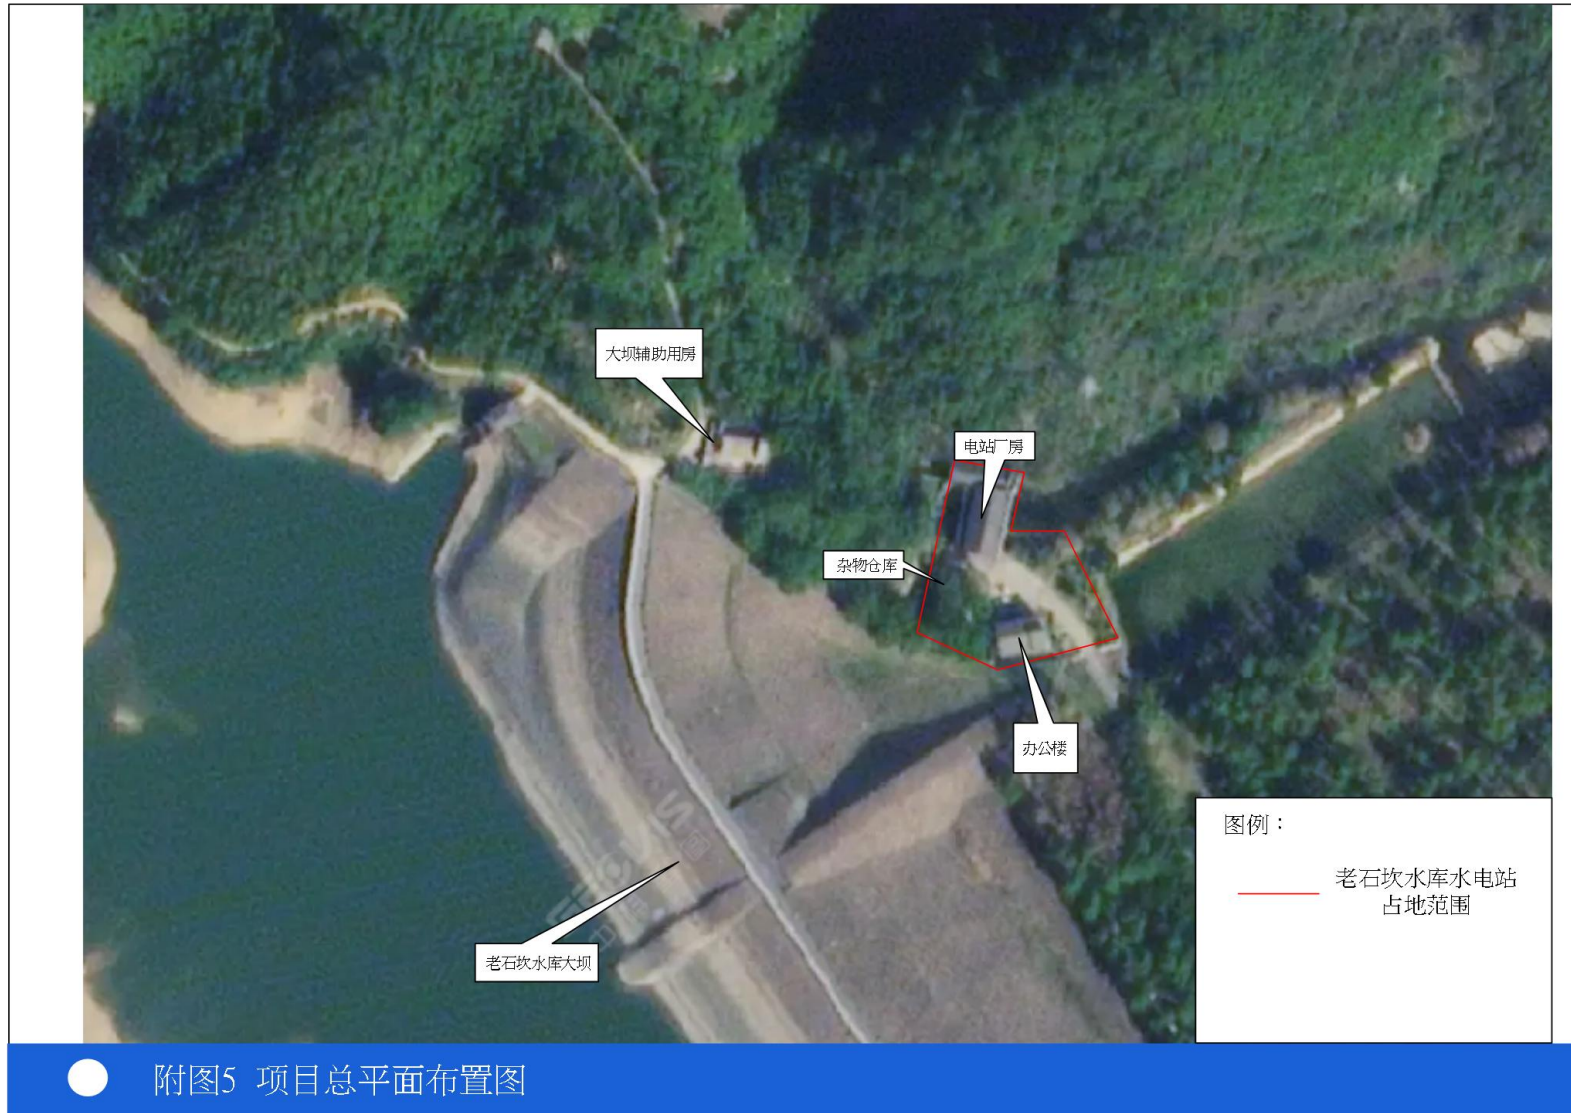 大坝辅助用房
电站厂房
杂物仓库
办公楼
老石坎水库大坝
图例：
老石坎水库水电站
占地范围
附图5 项目总平面布置图